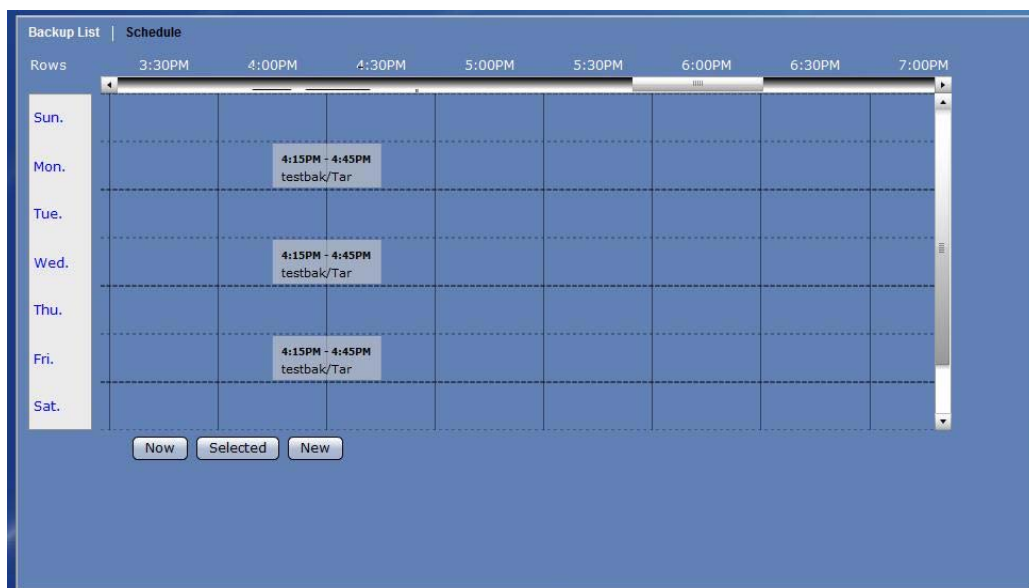 Backup List | Schedule
Rows 3:30PM 4:00PM 4:30PM 5:00PM 5:30PM 6:00PM 6:30PM 7:00PM
Sun.
Mon.
4:15PM - 4:45PM
testbak/Tar
Tue.
Wed.
4:15PM - 4:45PM
testbak/Tar
Thu.
Fri.
4:15PM - 4:45PM
testbak/Tar
Sat.
Now Selected New